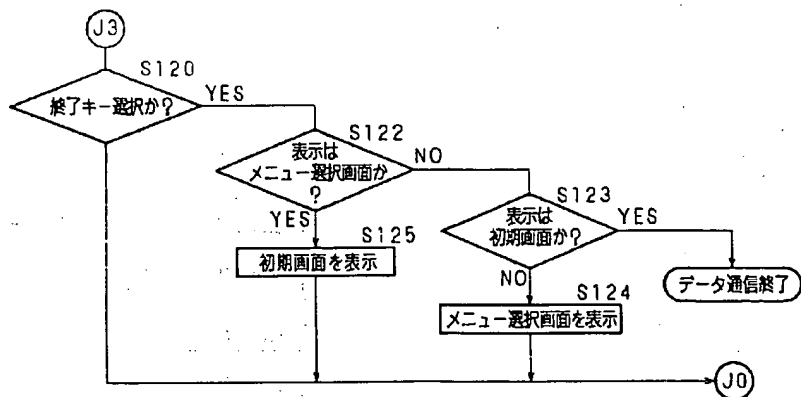 J3
S120
終了キー選択か?
YES
S122
表示は
メニュー選択画面か
?
NO
YES
S123
表示は
初期画面か?
YES
S125
初期画面を表示
NO
データ通信終了
S124
メニュー選択画面を表示
J0